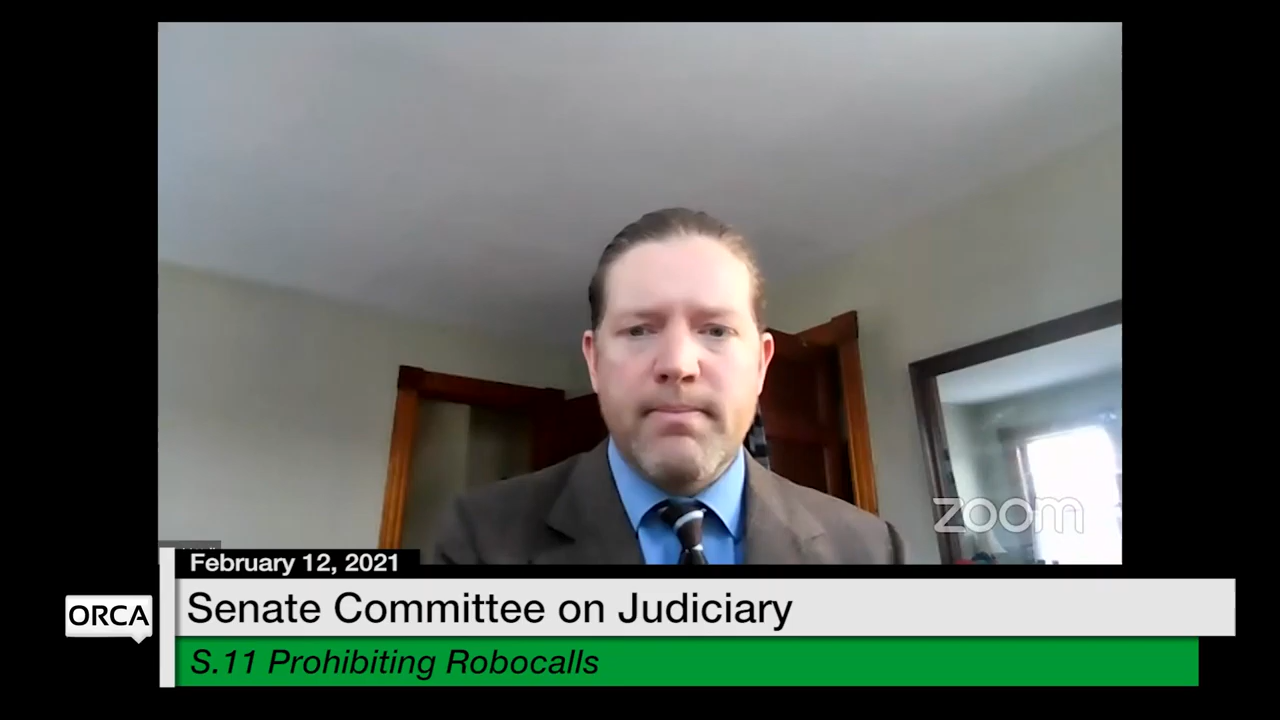 zoom
February 12, 2021
ORCA
Senate Committee on Judiciary
S.11 Prohibiting Robocalls